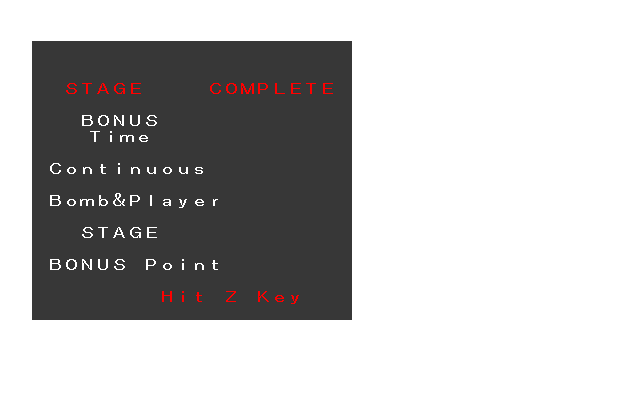 STAGE COMPLETE
BONUS
Time
Continuous
Bomb&Player
STAGE
BONUS Point
Hit Z Key